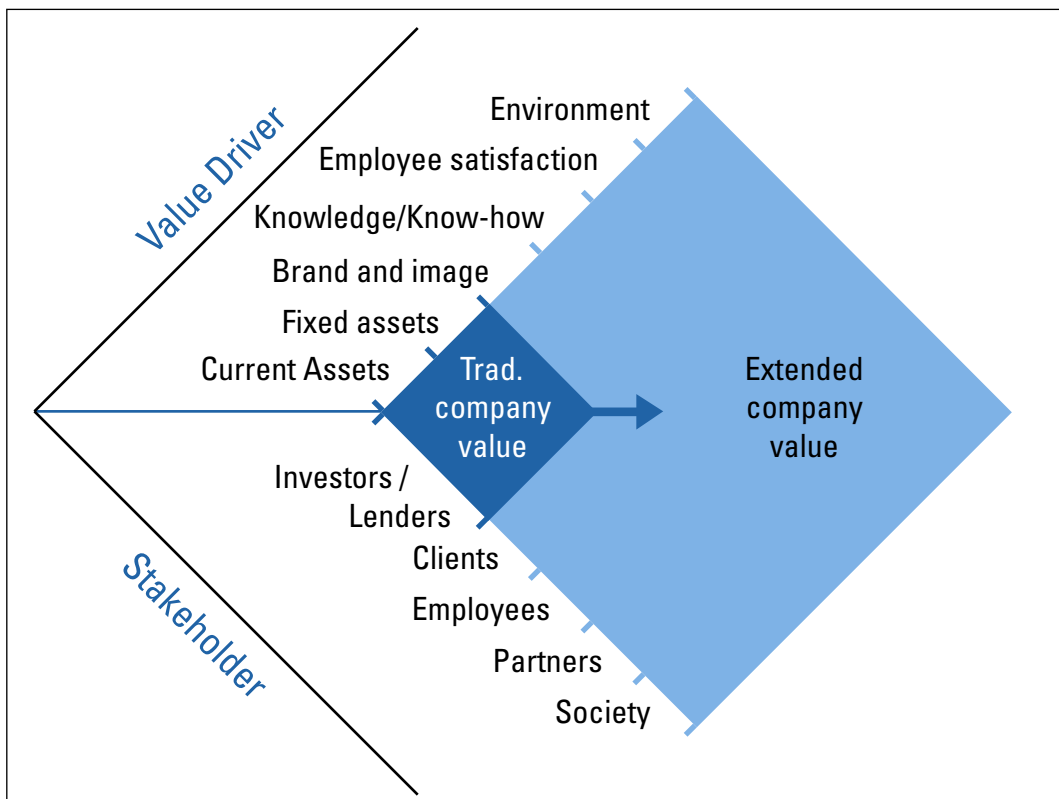 Value Driver
Environment
Employee satisfaction
Knowledge/Know-how
Brand and image
Fixed assets
Current Assets
Trad.
company
value
Extended
company
value
Investors /
Lenders
Clients
Employees
Partners
Society
Stakeholder